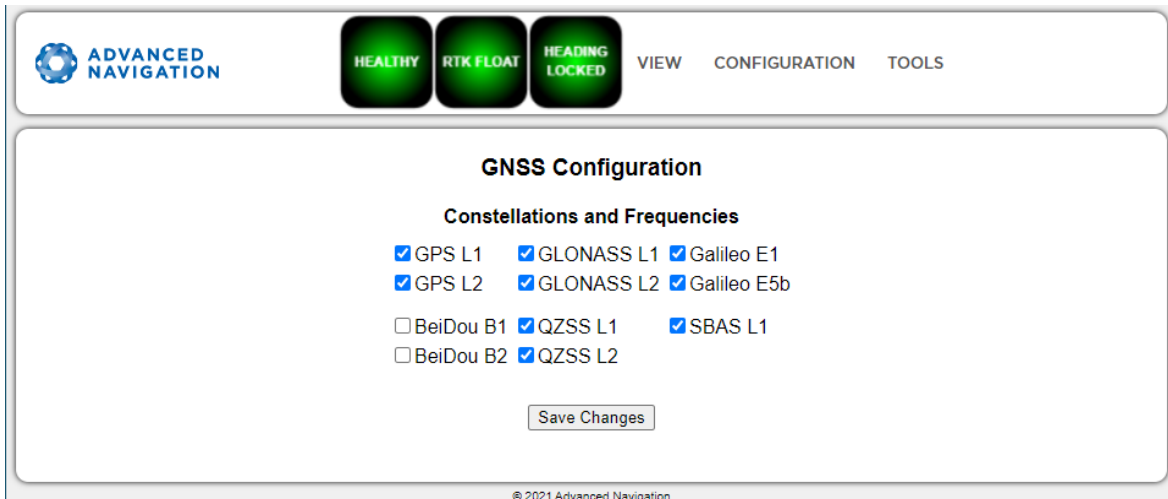 ADVANCED
NAVIGATION
HEALTHY
RTK FLOAT
HEADING
LOCKED
VIEW CONFIGURATION TOOLS
GNSS Configuration
Constellations and Frequencies
GPS L1 GLONASS L1 Galileo E1
GPS L2 GLONASS L2 Galileo E5b
BeiDou B1 QZSS L1 SBAS L1
BeiDou B2 QZSS L2
Save Changes
© 2021 Advanced Navigation